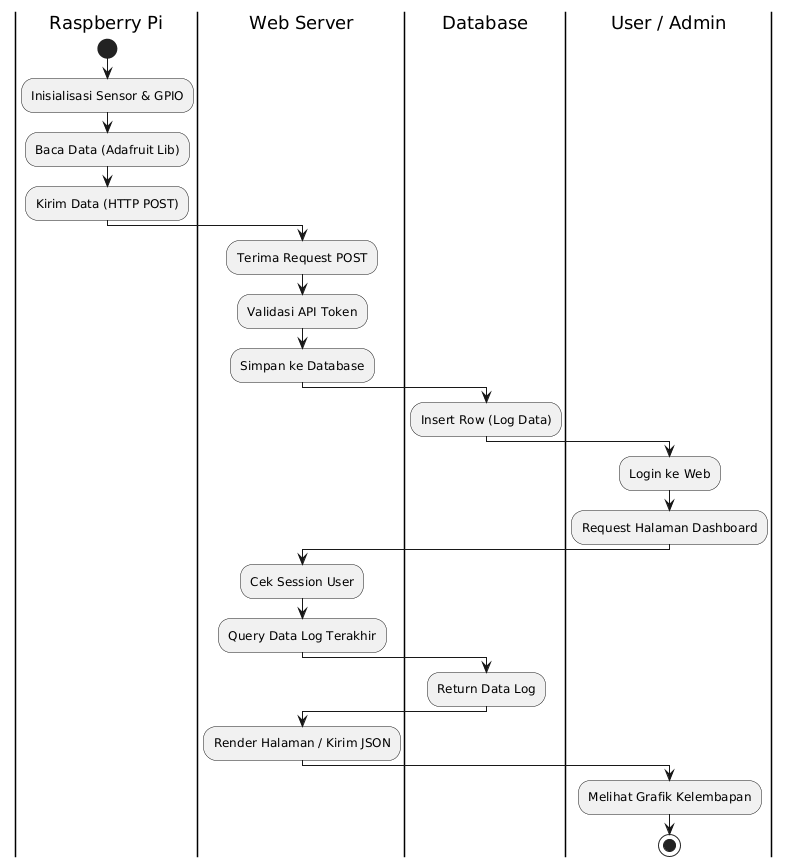 Raspberry Pi
Web Server
Database
User / Admin
Inisialisasi Sensor & GPIO
Baca Data (Adafruit Lib)
Kirim Data (HTTP POST)
Terima Request POST
Validasi API Token
Simpan ke Database
Insert Row (Log Data)
Login ke Web
Request Halaman Dashboard
Cek Session User
Query Data Log Terakhir
Return Data Log
Render Halaman / Kirim JSON
Melihat Grafik Kelembapan